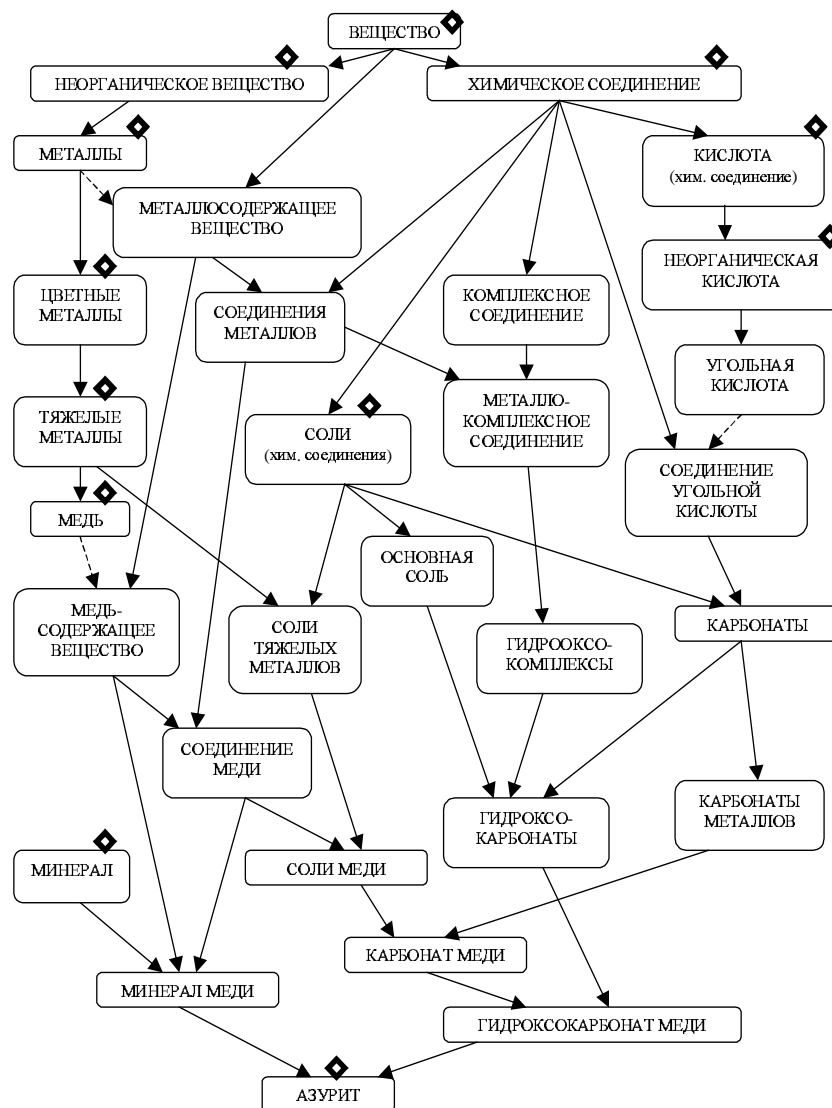 ВЕЩЕСТВО
НЕОРГАНИЧЕСКОЕ ВЕЩЕСТВО
ХИМИЧЕСКОЕ СОЕДИНЕНИЕ
МЕТАЛЛЫ
КИСЛОТА
(хим. соединение)
МЕТАЛЛОСОДЕРЖАЩЕЕ
ВЕЩЕСТВО
НЕОРГАНИЧЕСКАЯ
КИСЛОТА
ЦВЕТНЫЕ
МЕТАЛЛЫ
СОЕДИНЕНИЯ
МЕТАЛЛОВ
КОМПЛЕКСНОЕ
СОЕДИНЕНИЕ
УГОЛЬНАЯ
КИСЛОТА
ТЯЖЕЛЫЕ
МЕТАЛЛЫ
СОЛИ
(хим. соединения)
МЕТАЛЛО-
КОМПЛЕКСНОЕ
СОЕДИНЕНИЕ
СОЕДИНЕНИЕ
УГОЛЬНОЙ
КИСЛОТЫ
МЕДЬ
ОСНОВНАЯ
СОЛЬ
МЕДЬ-
СОДЕРЖАЩЕЕ
ВЕЩЕСТВО
СОЛИ
ТЯЖЕЛЫХ
МЕТАЛЛОВ
ГИДРООКСО-
КОМПЛЕКСЫ
КАРБОНАТЫ
СОЕДИНЕНИЕ
МЕДИ
ГИДРОКСО-
КАРБОНАТЫ
КАРБОНАТЫ
МЕТАЛЛОВ
МИНЕРАЛ
СОЛИ МЕДИ
КАРБОНАТ МЕДИ
МИНЕРАЛ МЕДИ
ГИДРОКСОКАРБОНАТ МЕДИ
АЗУРИТ